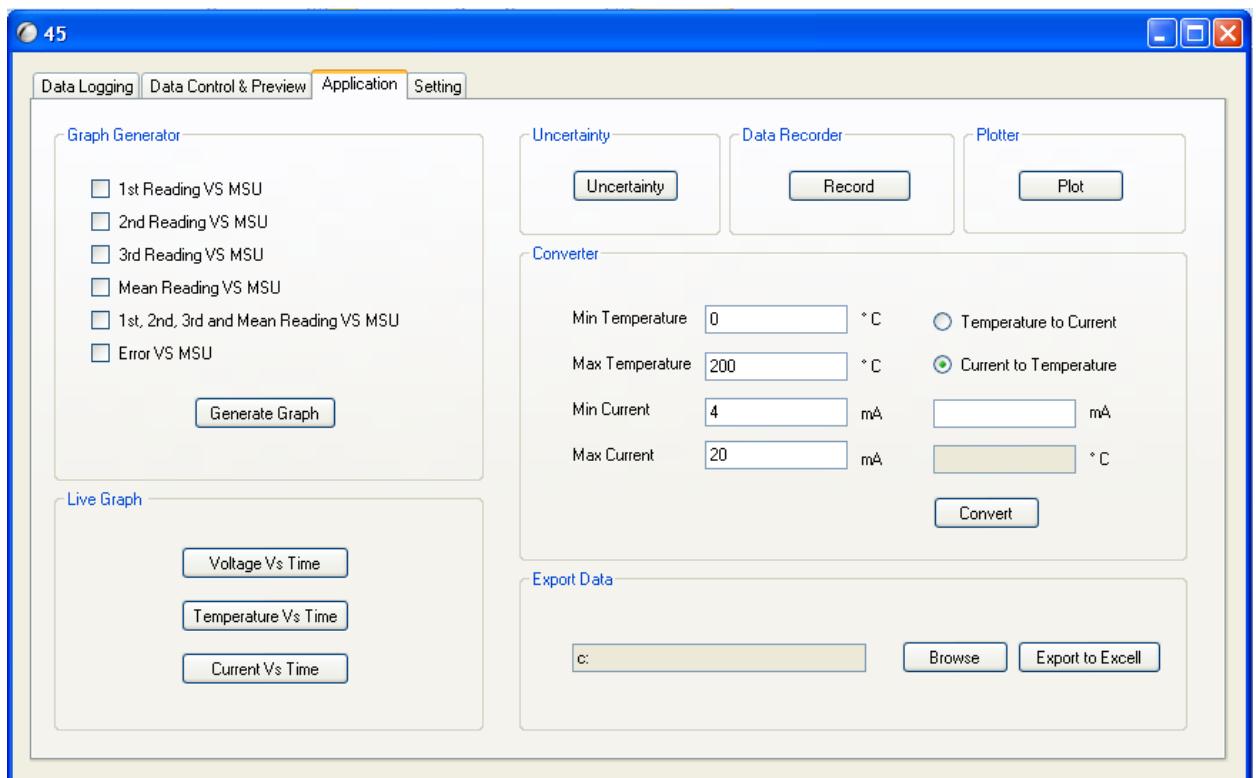 45
Data Logging
Data Control & Preview
Application
Setting
Graph Generator
1st Reading VS MSU
2nd Reading VS MSU
3rd Reading VS MSU
Mean Reading VS MSU
1st, 2nd, 3rd and Mean Reading VS MSU
Error VS MSU
Generate Graph
Live Graph
Voltage Vs Time
Temperature Vs Time
Current Vs Time
Uncertainty
Uncertainty
Data Recorder
Record
Plotter
Plot
Converter
Min Temperature 0 ° C
Max Temperature 200 ° C
Min Current 4 mA
Max Current 20 mA
Temperature to Current
Current to Temperature
mA
° C
Convert
Export Data
c:
Browse
Export to Excell